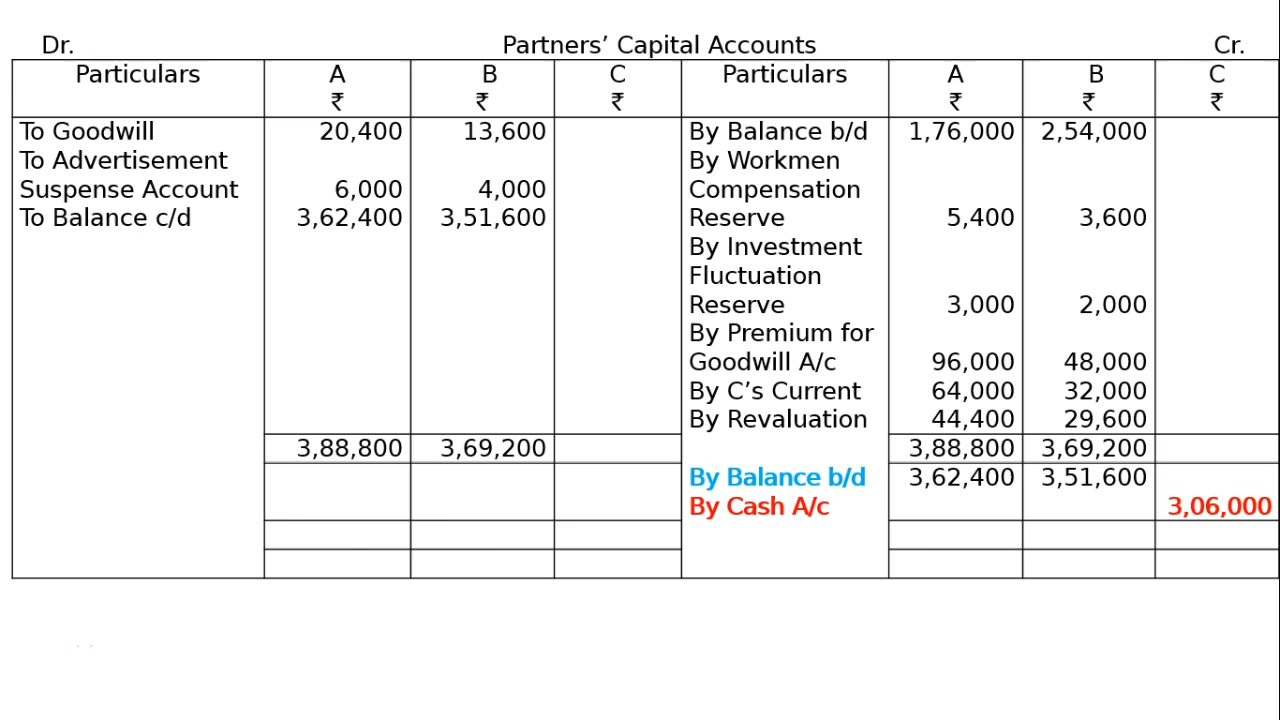 Dr. Partners’ Capital Accounts Cr.
Particulars A B C Particulars A B C
₹ ₹ ₹ ₹ ₹ ₹
To Goodwill 20,400 13,600 By Balance b/d 1,76,000 2,54,000
To Advertisement By Workmen
Suspense Account 6,000 4,000 Compensation
To Balance c/d 3,62,400 3,51,600 Reserve 5,400 3,600
By Investment
Fluctuation
Reserve 3,000 2,000
By Premium for
Goodwill A/c 96,000 48,000
By C’s Current 64,000 32,000
By Revaluation 44,400 29,600
3,88,800 3,69,200 3,88,800 3,69,200
By Balance b/d 3,62,400 3,51,600
By Cash A/c 3,06,000